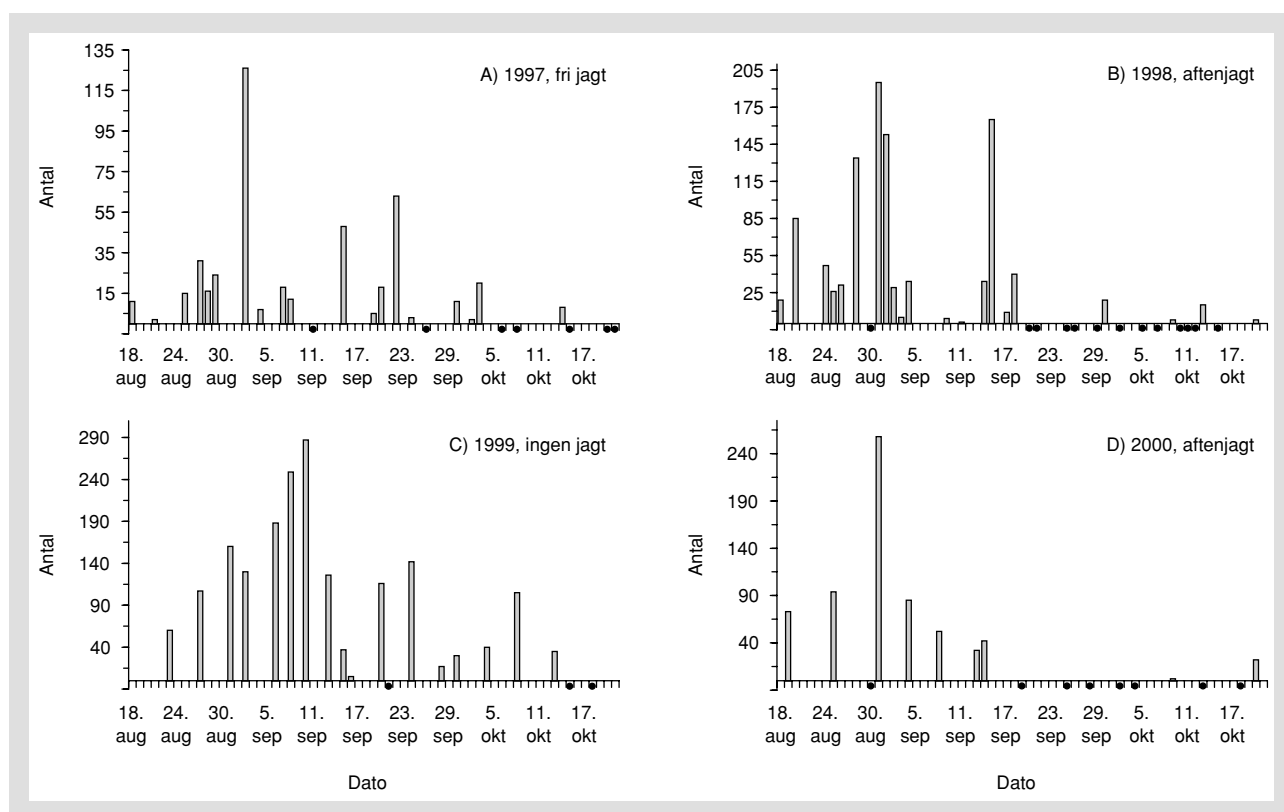 A) 1997, fri jagt
Antal
135
115
95
75
55
35
15
18. 24. 30. 5. 11. 17. 23. 29. 5. 11. 17.
aug aug aug sep sep sep sep sep okt okt okt
B) 1998, aftenjagt
Antal
205
175
145
115
85
55
25
18. 24. 30. 5. 11. 17. 23. 29. 5. 11. 17.
aug aug aug sep sep sep sep sep okt okt okt
C) 1999, ingen jagt
Antal
290
240
190
140
90
40
18. 24. 30. 5. 11. 17. 23. 29. 5. 11. 17.
aug aug aug sep sep sep sep sep okt okt okt
Dato
D) 2000, aftenjagt
Antal
240
190
140
90
40
18. 24. 30. 5. 11. 17. 23. 29. 5. 11. 17.
aug aug aug sep sep sep sep sep okt okt okt
Dato